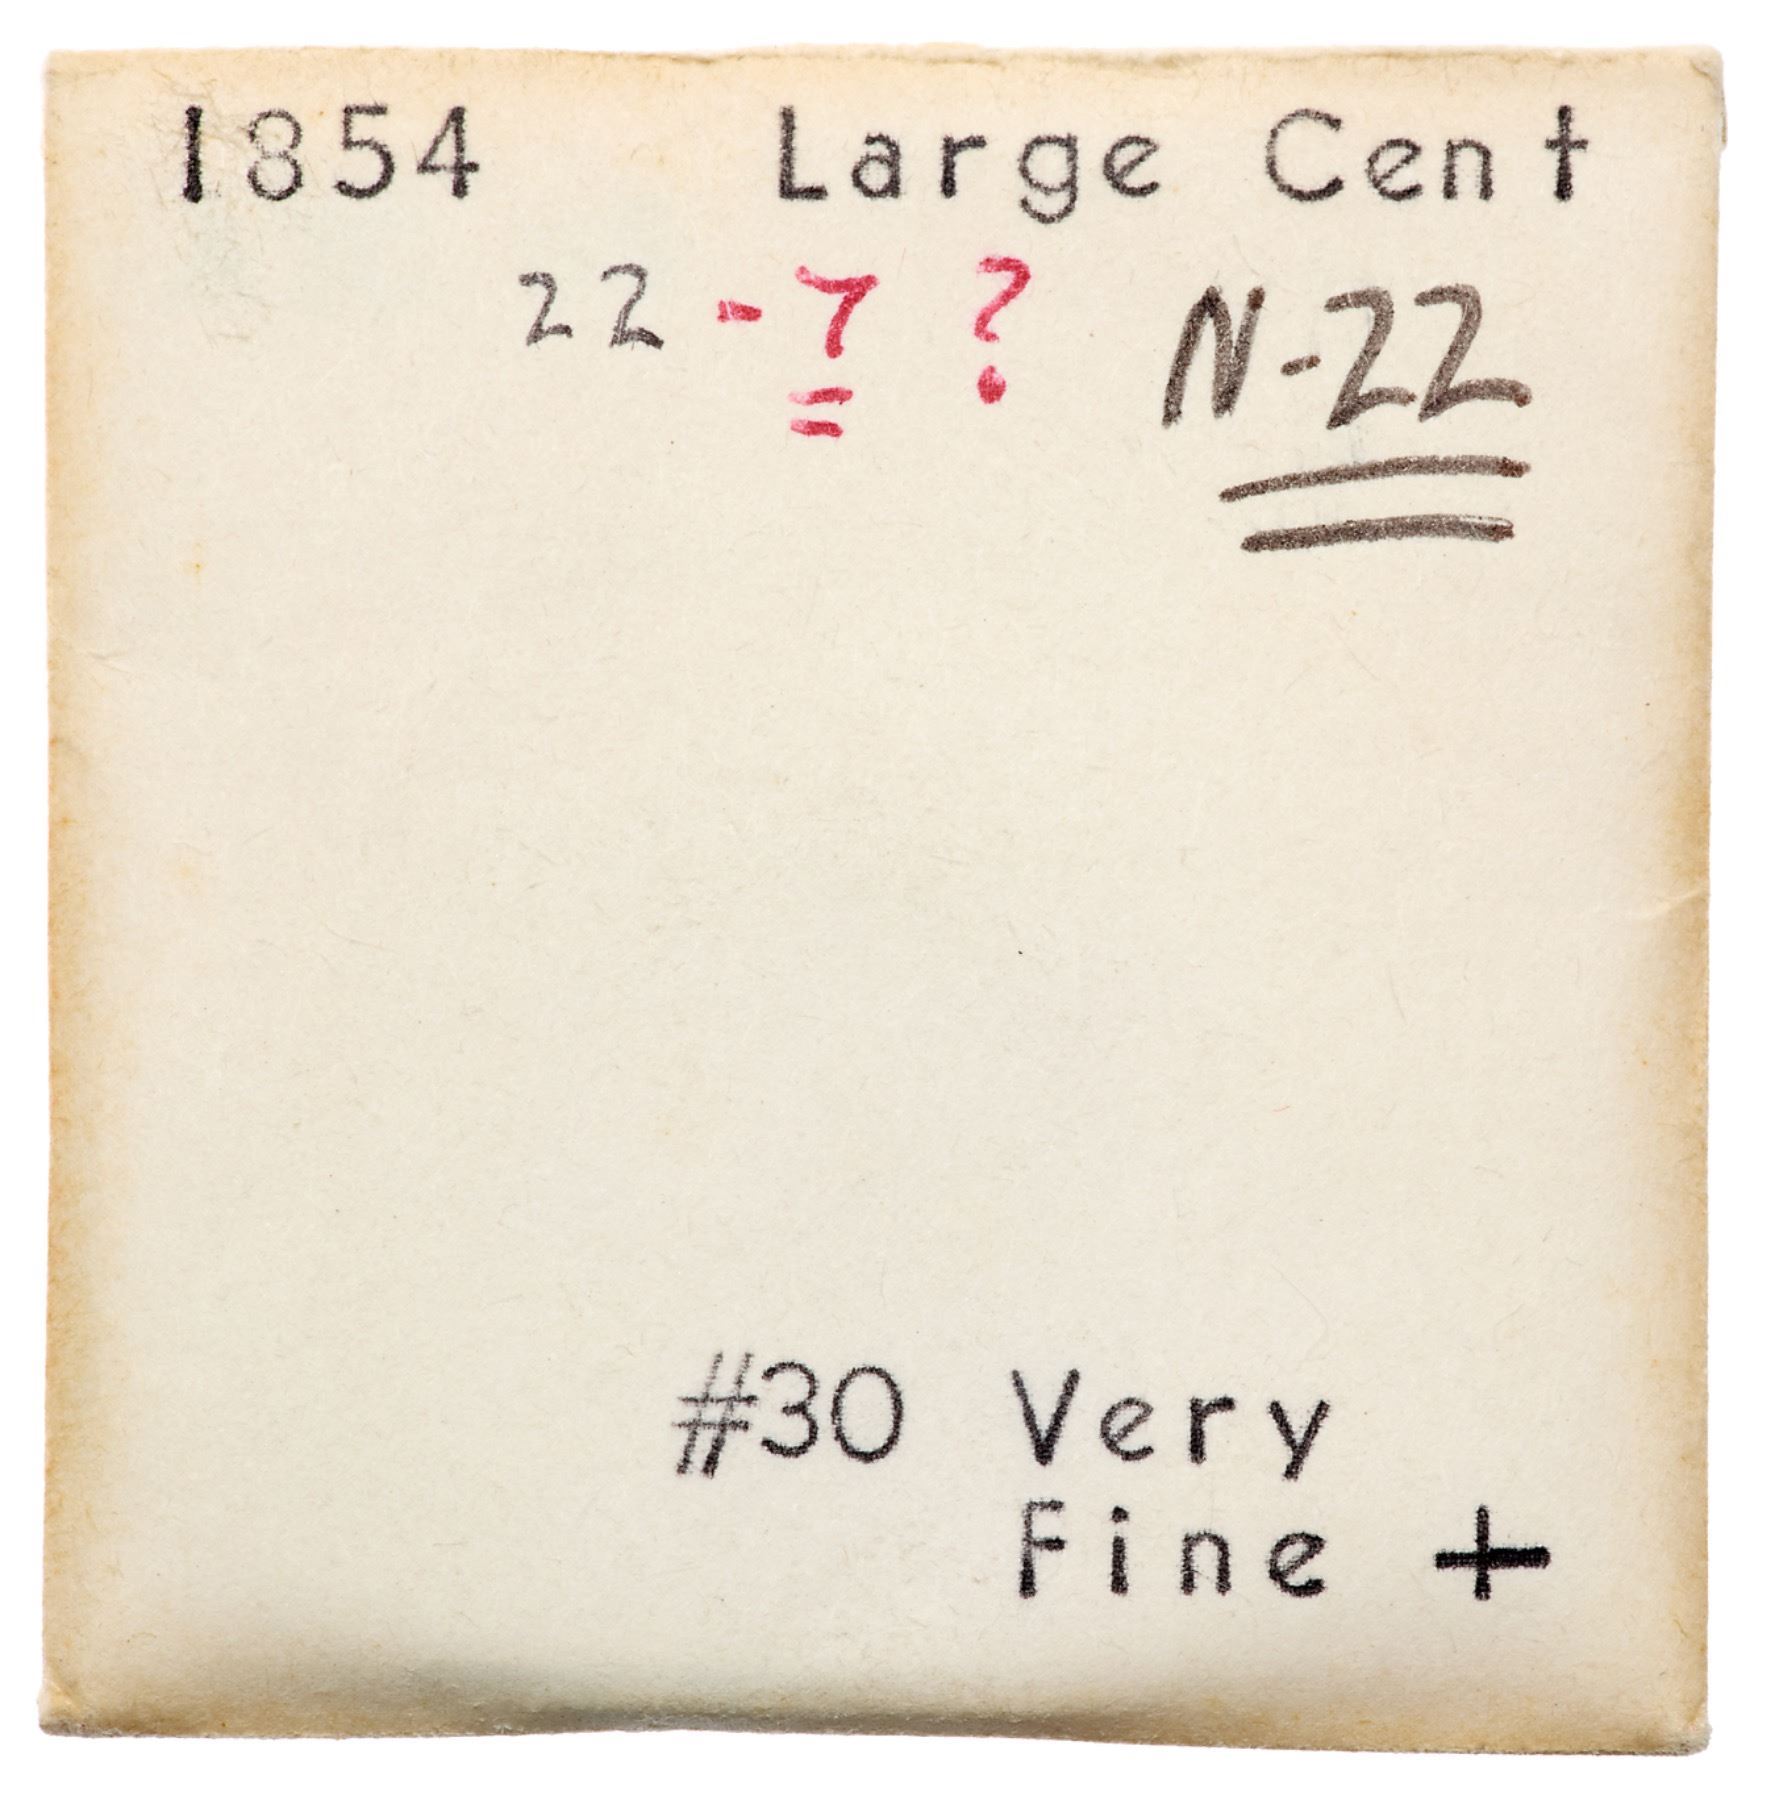 1854 Large Cent
22 - 7 ? N-22
#30 Very
Fine +